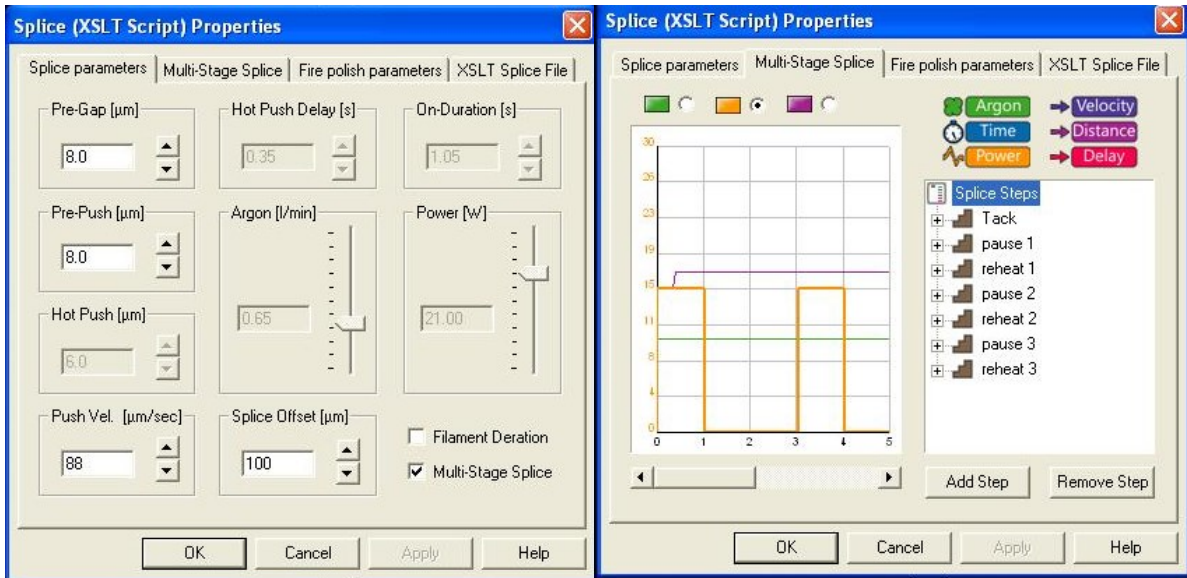 Splice (XSLT Script) Properties
Splice parameters Multi-Stage Splice Fire polish parameters XSLT Splice File
Pre-Gap [µm] Hot Push Delay [s] On-Duration [s]
8.0 0.35 1.05
Pre-Push [µm] Argon [l/min] Power [W]
8.0
0.65 21.00
Hot Push [µm]
6.0
Push Vel. [µm/sec] Splice Offset [µm]
88 100
Filament Deration
Multi-Stage Splice
OK Cancel Apply Help
Splice (XSLT Script) Properties
Splice parameters Multi-Stage Splice Fire polish parameters XSLT Splice File
Argon Velocity
Time Distance
Power Delay
30
26
23
19
15
11
8
4
0
0 1 2 3 4 5
Splice Steps
Tack
pause 1
reheat 1
pause 2
reheat 2
pause 3
reheat 3
Add Step Remove Step
OK Cancel Apply Help